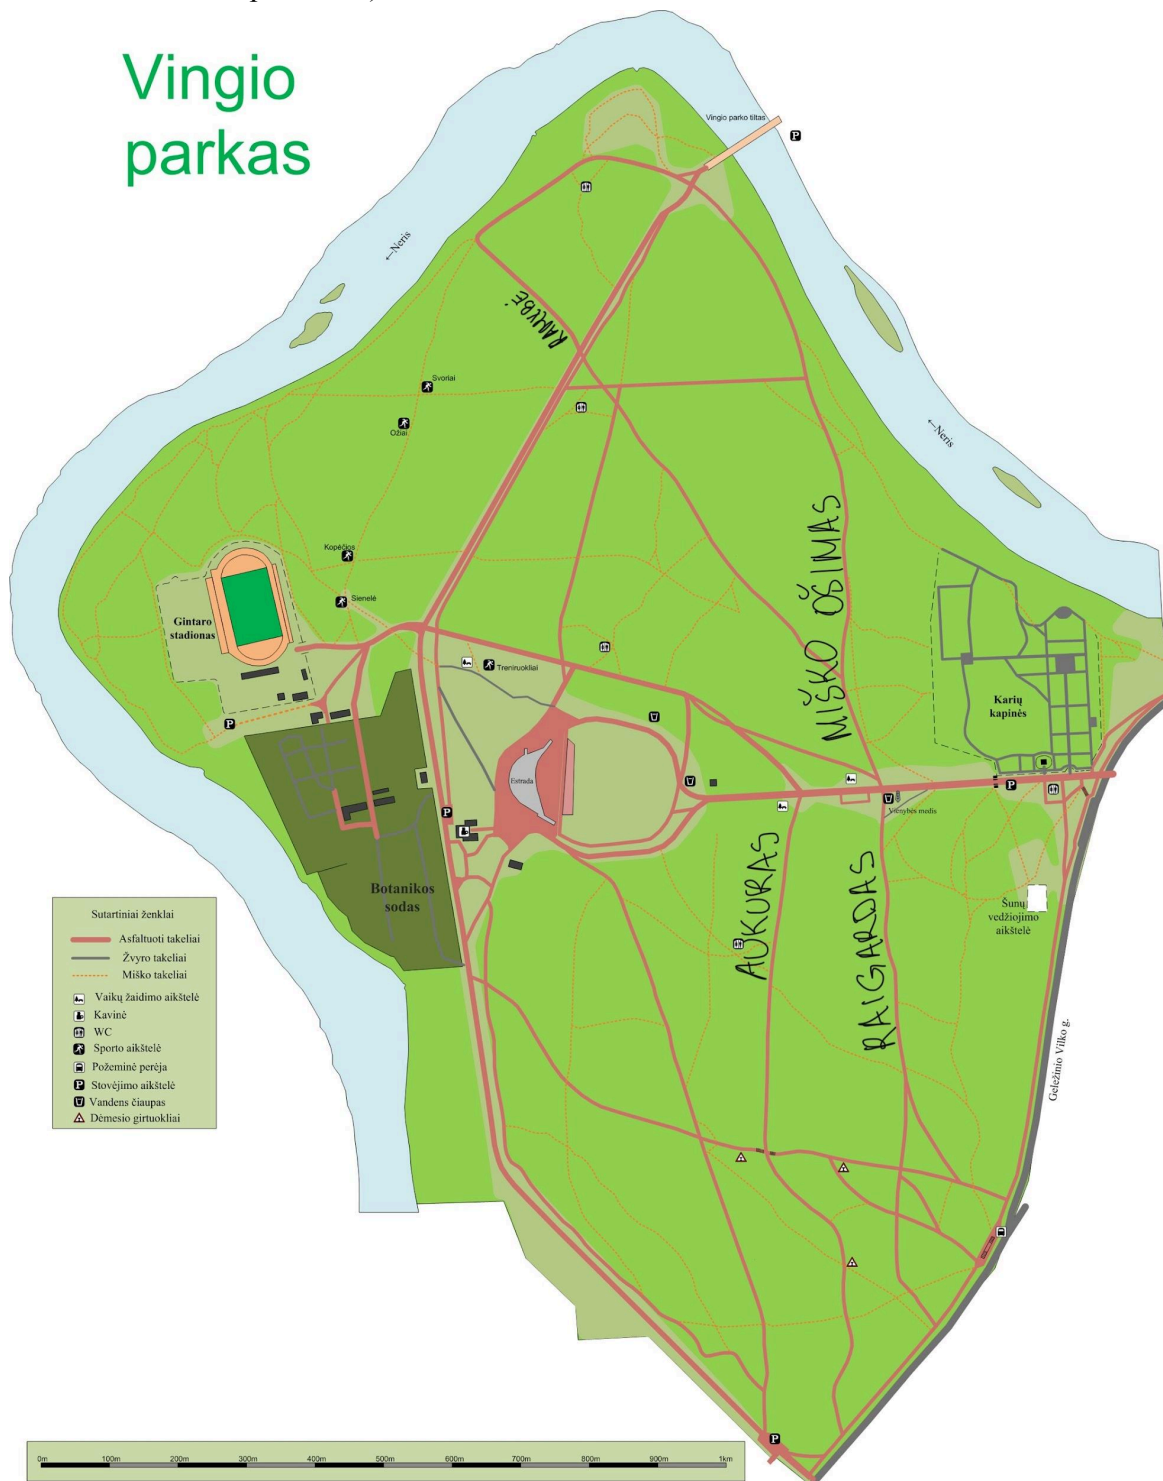 Vingio
parkas
Vingio parko tiltas
P
←Neris
RAMYBĖ
Svoriai
Ožiai
←Neris
MIŠKO OŠIMAS
Kopėčios
Sienelė
Gintaro
stadionas
Treniruokliai
P
Karių
kapinės
Estrada
P
P
Vienybės medis
AUKURAS
RAIGARDAS
Botanikos
sodas
Šunų
vedžiojimo
aikštelė
Geležinio Vilko g.
Sutartiniai ženklai
Asfaltuoti takeliai
Žvyro takeliai
Miško takeliai
Vaikų žaidimo aikštelė
Kavinė
WC
Sporto aikštelė
Požeminė perėja
P Stovėjimo aikštelė
Vandens čiaupas
Dėmesio girtuokliai
P
0m 100m 200m 300m 400m 500m 600m 700m 800m 900m 1km